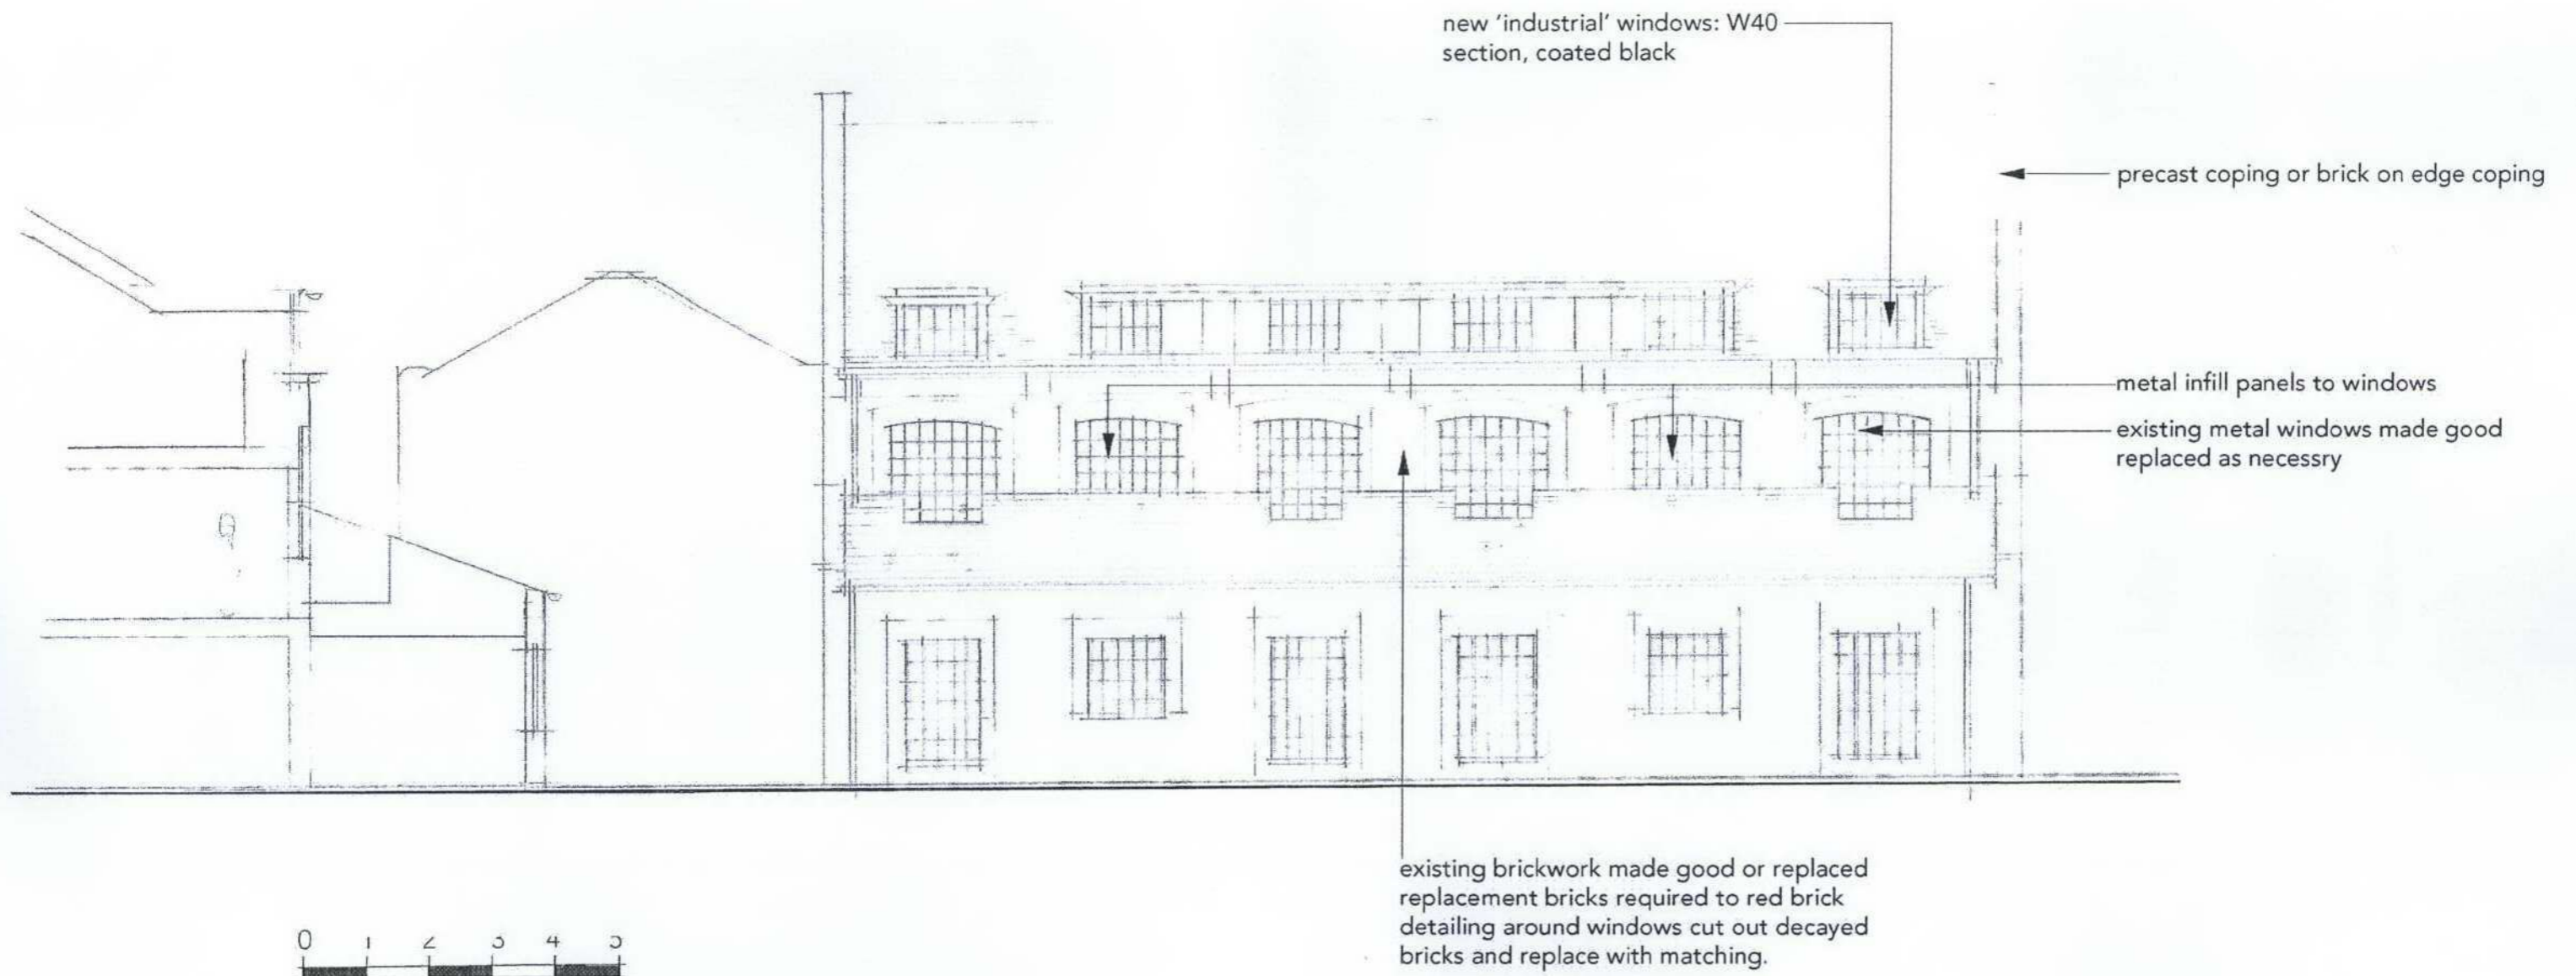 new 'industrial' windows: W40
section, coated black
precast coping or brick on edge coping
metal infill panels to windows
existing metal windows made good
replaced as necessry
existing brickwork made good or replaced
replacement bricks required to red brick
detailing around windows cut out decayed
bricks and replace with matching.
0 1 2 3 4 5